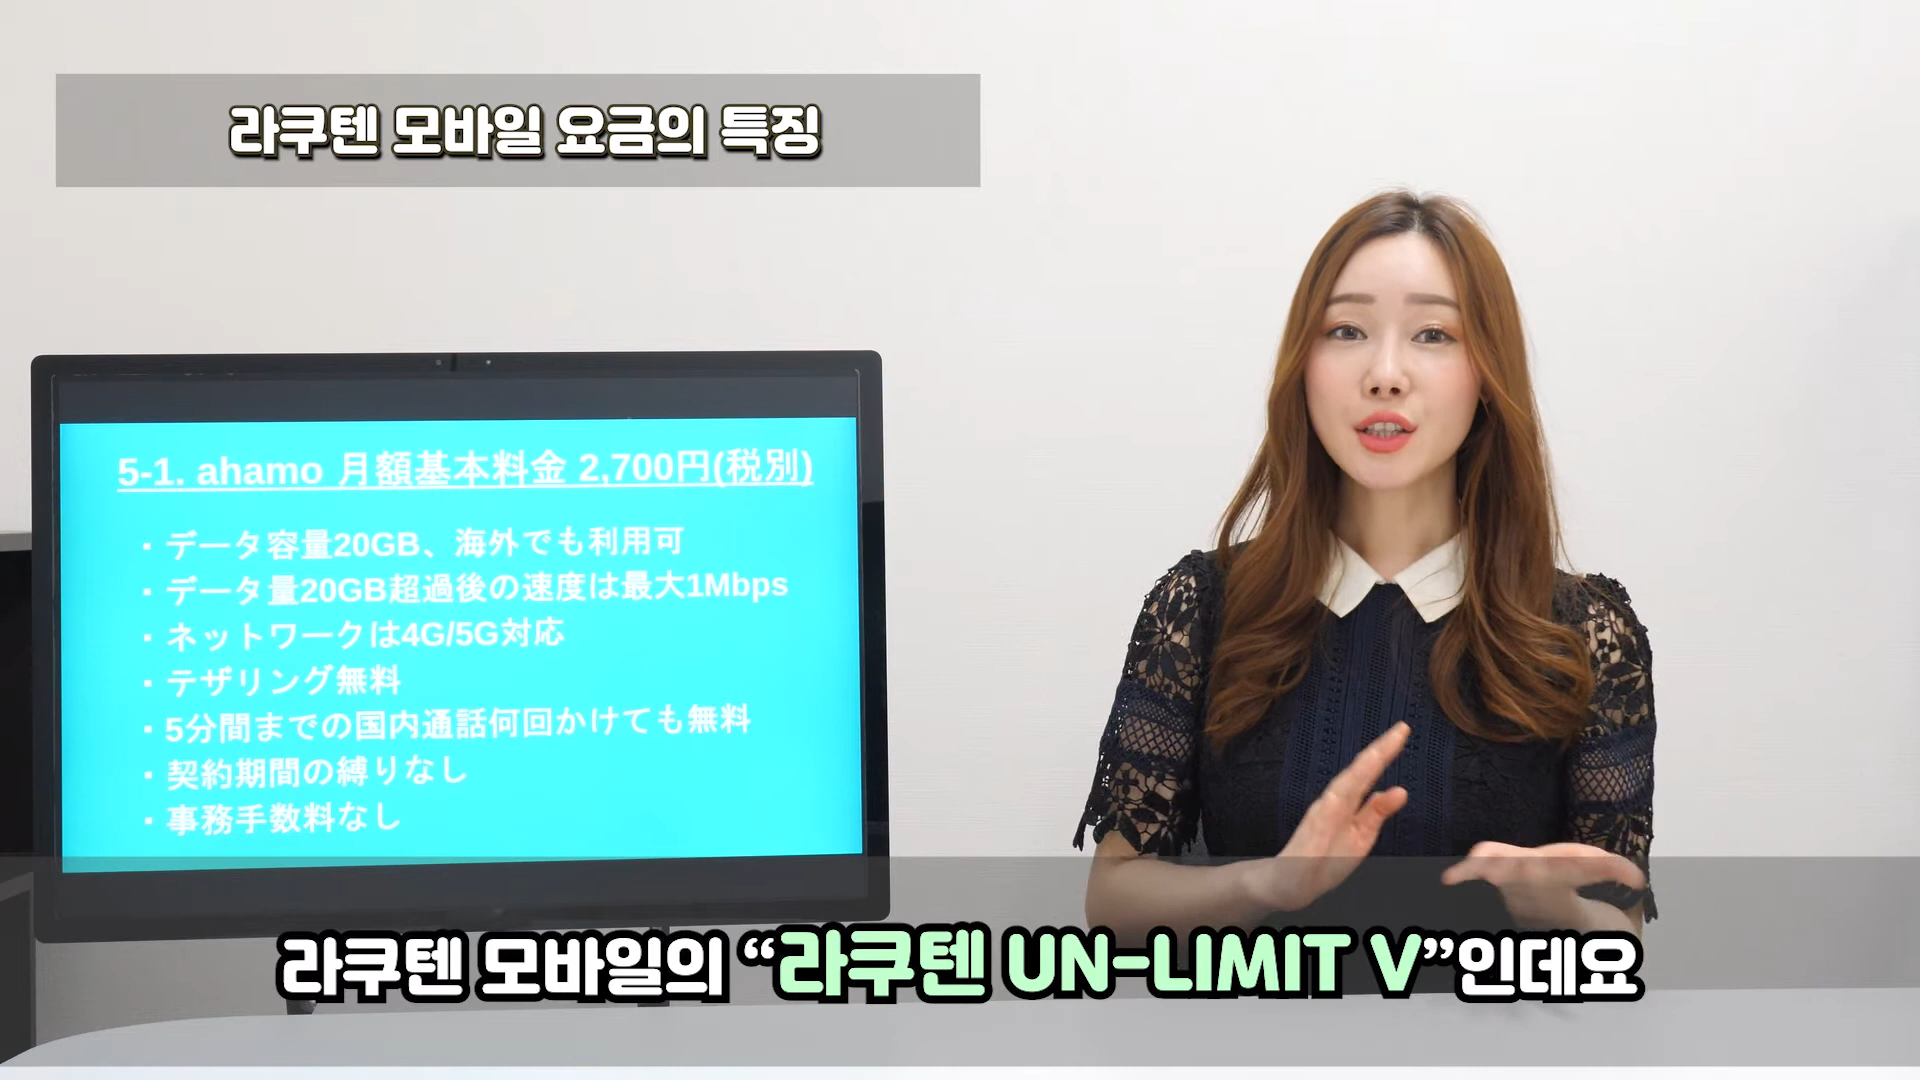 라쿠텐 모바일 요금의 특징
5-1. ahamo 月額基本料金 2,700円(税別)
・データ容量20GB、海外でも利用可
・データ量20GB超過後の速度は最大1Mbps
・ネットワークは4G/5G対応
・テザリング無料
・5分間までの国内通話何回かけても無料
・契約期間の縛りなし
・事務手数料なし
라쿠텐 모바일의 “라쿠텐 UN-LIMIT V”인데요